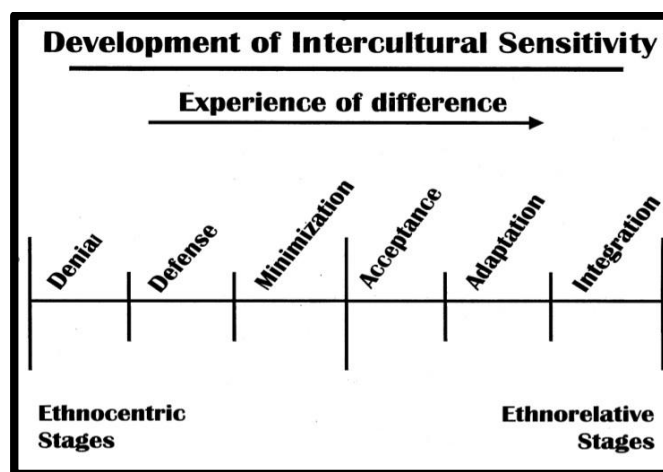 Development of Intercultural Sensitivity
Experience of difference
Denial
Defense
Minimization
Acceptance
Adaptation
Integration
Ethnocentric
Stages
Ethnorelative
Stages